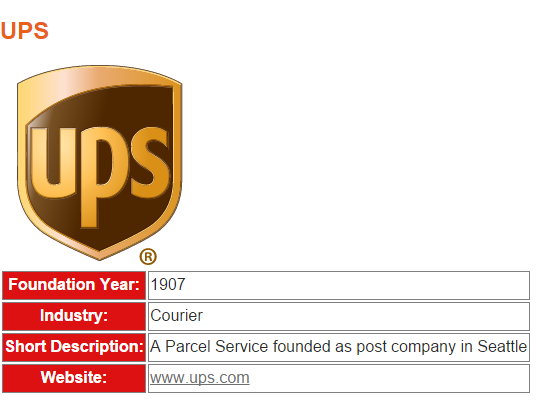 UPS
ups
®
Foundation Year: 1907
Industry: Courier
Short Description: A Parcel Service founded as post company in Seattle
Website: www.ups.com